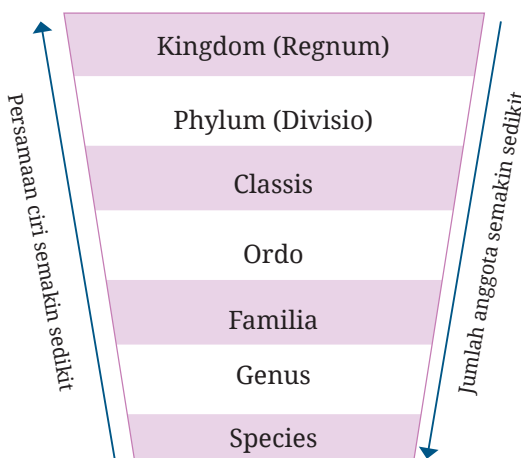 Kingdom (Regnum)
Phylum (Divisio)
Classis
Ordo
Familia
Genus
Species
Persamaan ciri semakin sedikit
Jumlah anggota semakin sedikit